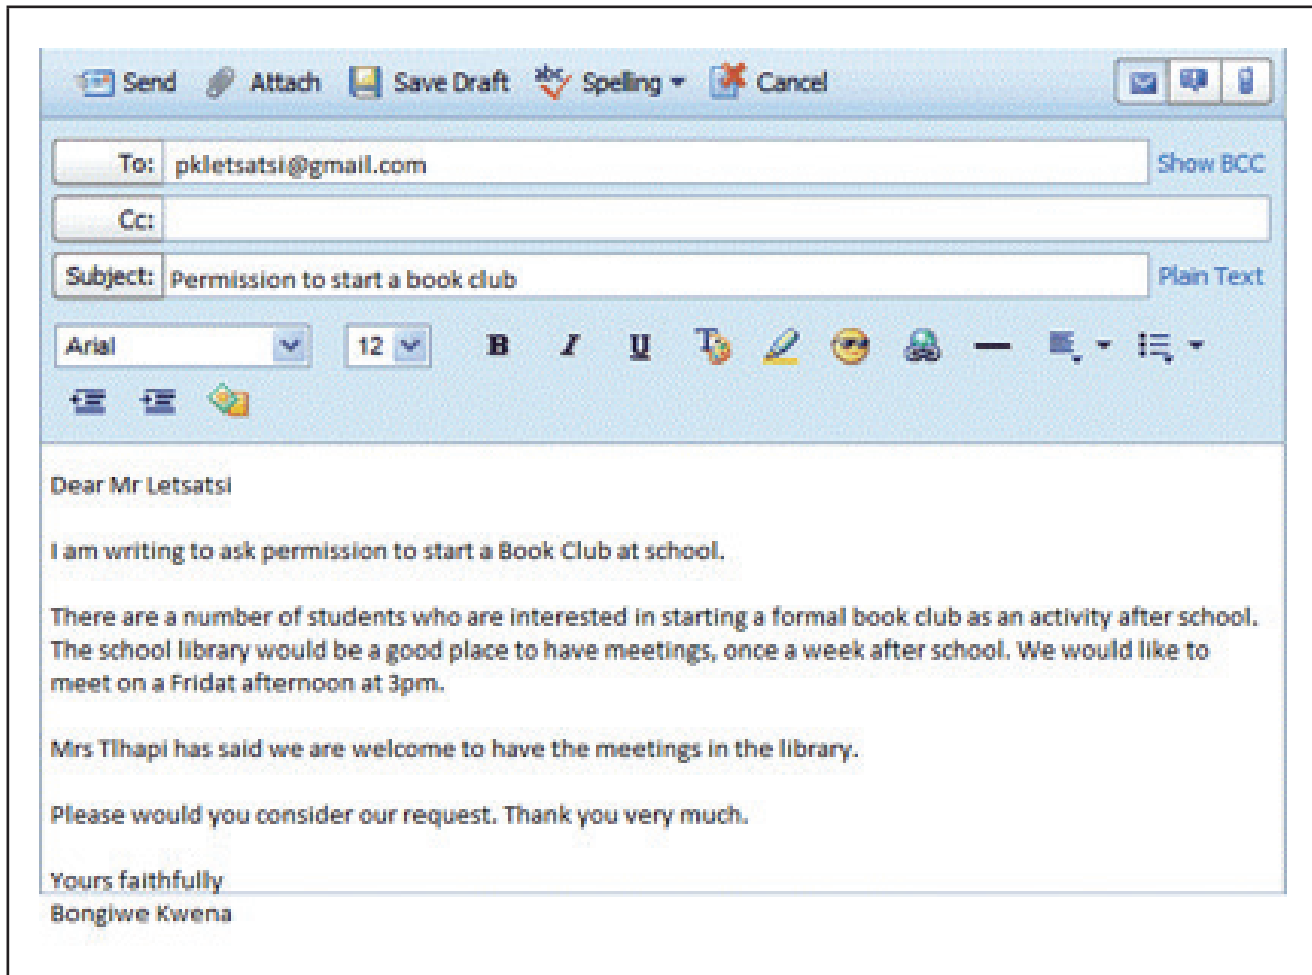 Send Attach Save Draft abc Spelling Cancel
To: pkletsatsi@gmail.com Show BCC
Cc:
Subject: Permission to start a book club Plain Text
Arial 12 B I U T
Dear Mr Letsatsi
I am writing to ask permission to start a Book Club at school.
There are a number of students who are interested in starting a formal book club as an activity after school.
The school library would be a good place to have meetings, once a week after school. We would like to
meet on a Fridat afternoon at 3pm.
Mrs Tlhapi has said we are welcome to have the meetings in the library.
Please would you consider our request. Thank you very much.
Yours faithfully
Bongiwe Kwena